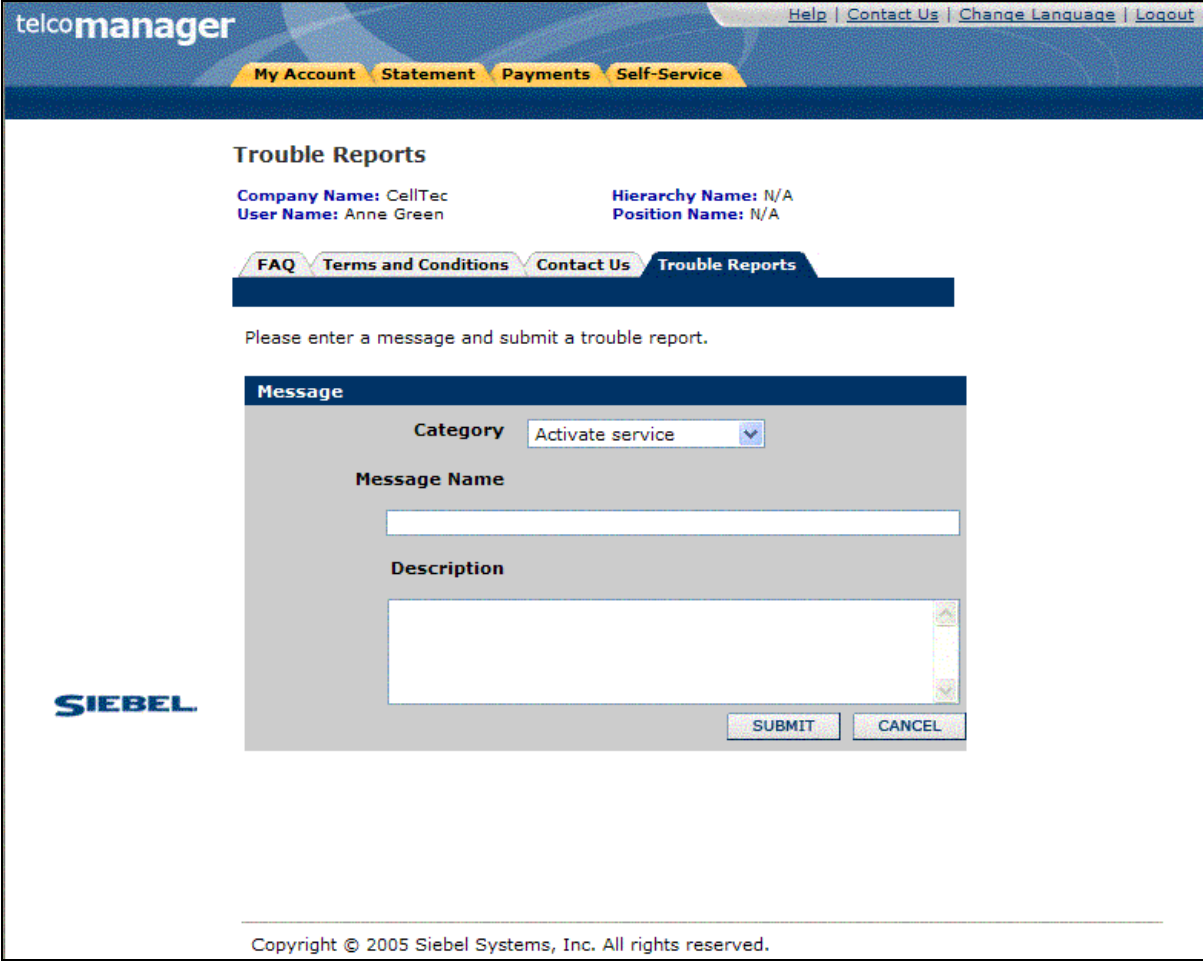 telcomanager
Help | Contact Us | Change Language | Logout
My Account Statement Payments Self-Service
Trouble Reports
Company Name: CellTec Hierarchy Name: N/A
User Name: Anne Green Position Name: N/A
FAQ Terms and Conditions Contact Us Trouble Reports
Please enter a message and submit a trouble report.
Message
Category Activate service
Message Name
Description
SIEBEL.
SUBMIT CANCEL
Copyright © 2005 Siebel Systems, Inc. All rights reserved.